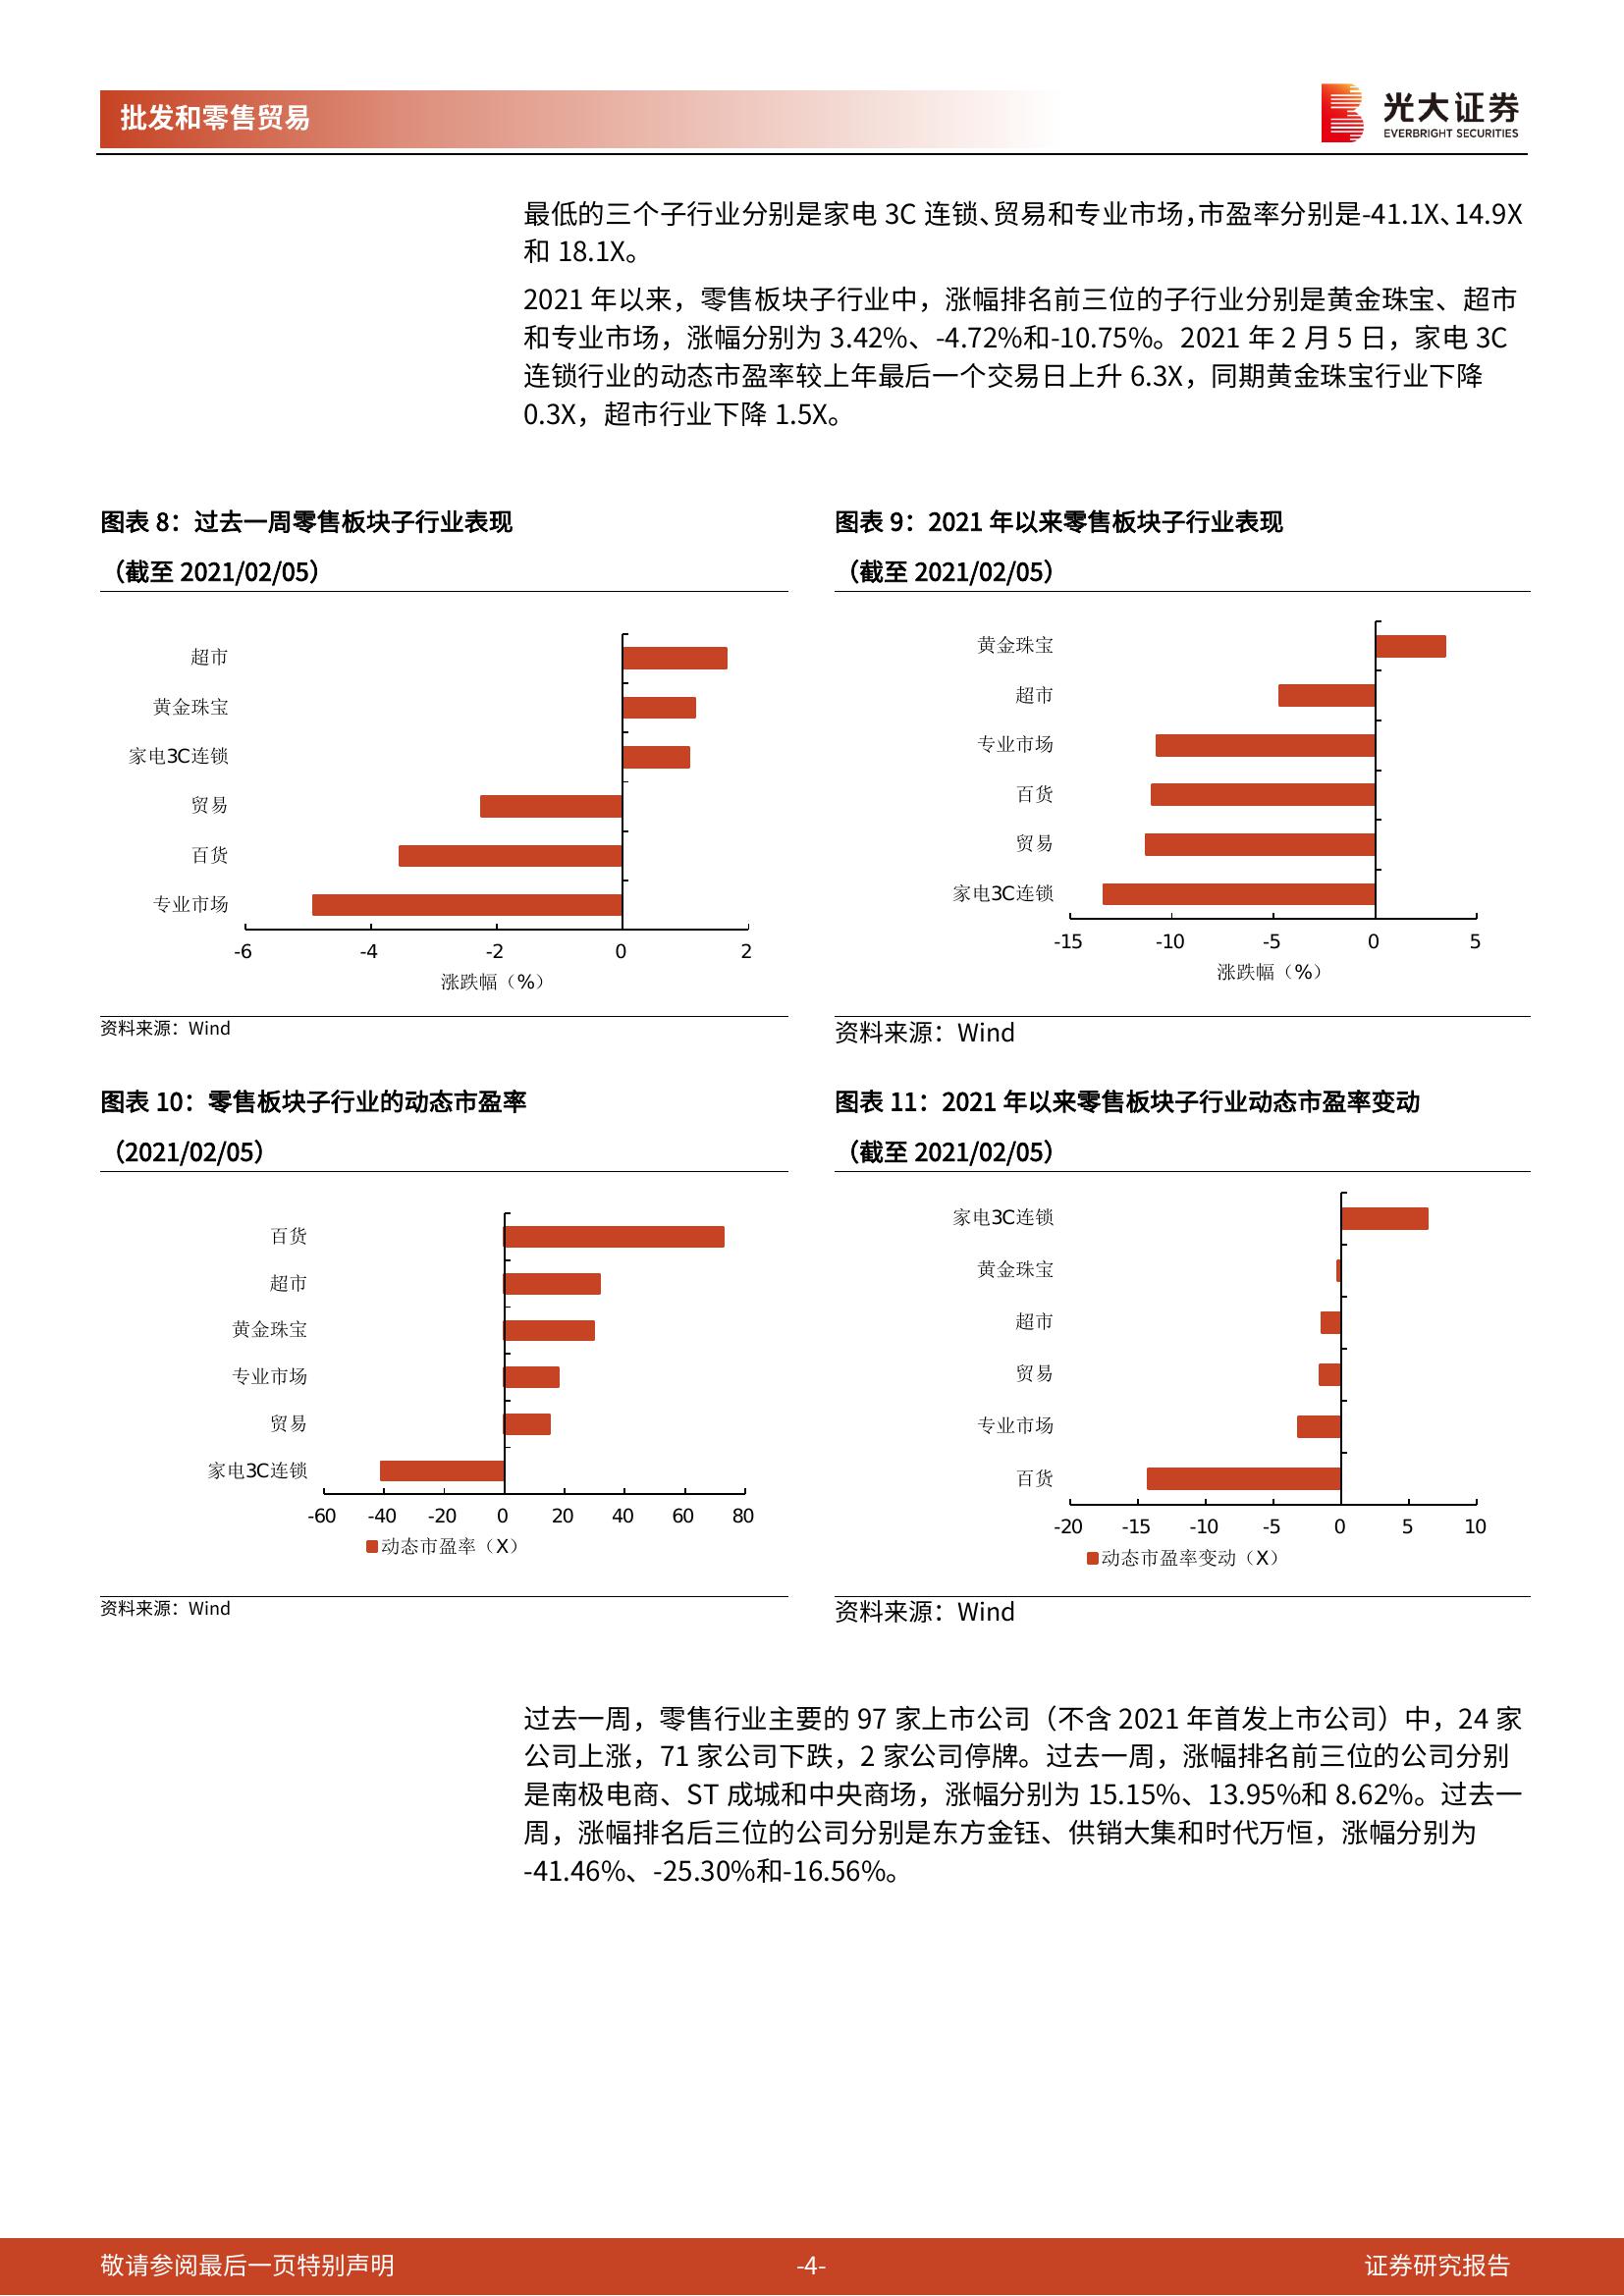 批发和零售贸易
光大证券
EVERBRIGHT SECURITIES
最低的三个子行业分别是家电 3C 连锁、贸易和专业市场，市盈率分别是-41.1X、14.9X
和 18.1X。
2021 年以来，零售板块子行业中，涨幅排名前三位的子行业分别是黄金珠宝、超市
和专业市场，涨幅分别为 3.42%、-4.72%和-10.75%。2021 年 2 月 5 日，家电 3C
连锁行业的动态市盈率较上年最后一个交易日上升 6.3X，同期黄金珠宝行业下降
0.3X，超市行业下降 1.5X。
图表 8：过去一周零售板块子行业表现
（截至 2021/02/05）
超市
黄金珠宝
家电3C连锁
贸易
百货
专业市场
-6 -4 -2 0 2
涨跌幅（%）
资料来源：Wind
图表 9：2021 年以来零售板块子行业表现
（截至 2021/02/05）
黄金珠宝
超市
专业市场
百货
贸易
家电3C连锁
-15 -10 -5 0 5
涨跌幅（%）
资料来源：Wind
图表 10：零售板块子行业的动态市盈率
（2021/02/05）
百货
超市
黄金珠宝
专业市场
贸易
家电3C连锁
-60 -40 -20 0 20 40 60 80
动态市盈率（X）
资料来源：Wind
图表 11：2021 年以来零售板块子行业动态市盈率变动
（截至 2021/02/05）
家电3C连锁
黄金珠宝
超市
贸易
专业市场
百货
-20 -15 -10 -5 0 5 10
动态市盈率变动（X）
资料来源：Wind
过去一周，零售行业主要的 97 家上市公司（不含 2021 年首发上市公司）中，24 家
公司上涨，71 家公司下跌，2 家公司停牌。过去一周，涨幅排名前三位的公司分别
是南极电商、ST 成城和中央商场，涨幅分别为 15.15%、13.95%和 8.62%。过去一
周，涨幅排名后三位的公司分别是东方金钰、供销大集和时代万恒，涨幅分别为
-41.46%、-25.30%和-16.56%。
敬请参阅最后一页特别声明
-4-
证券研究报告